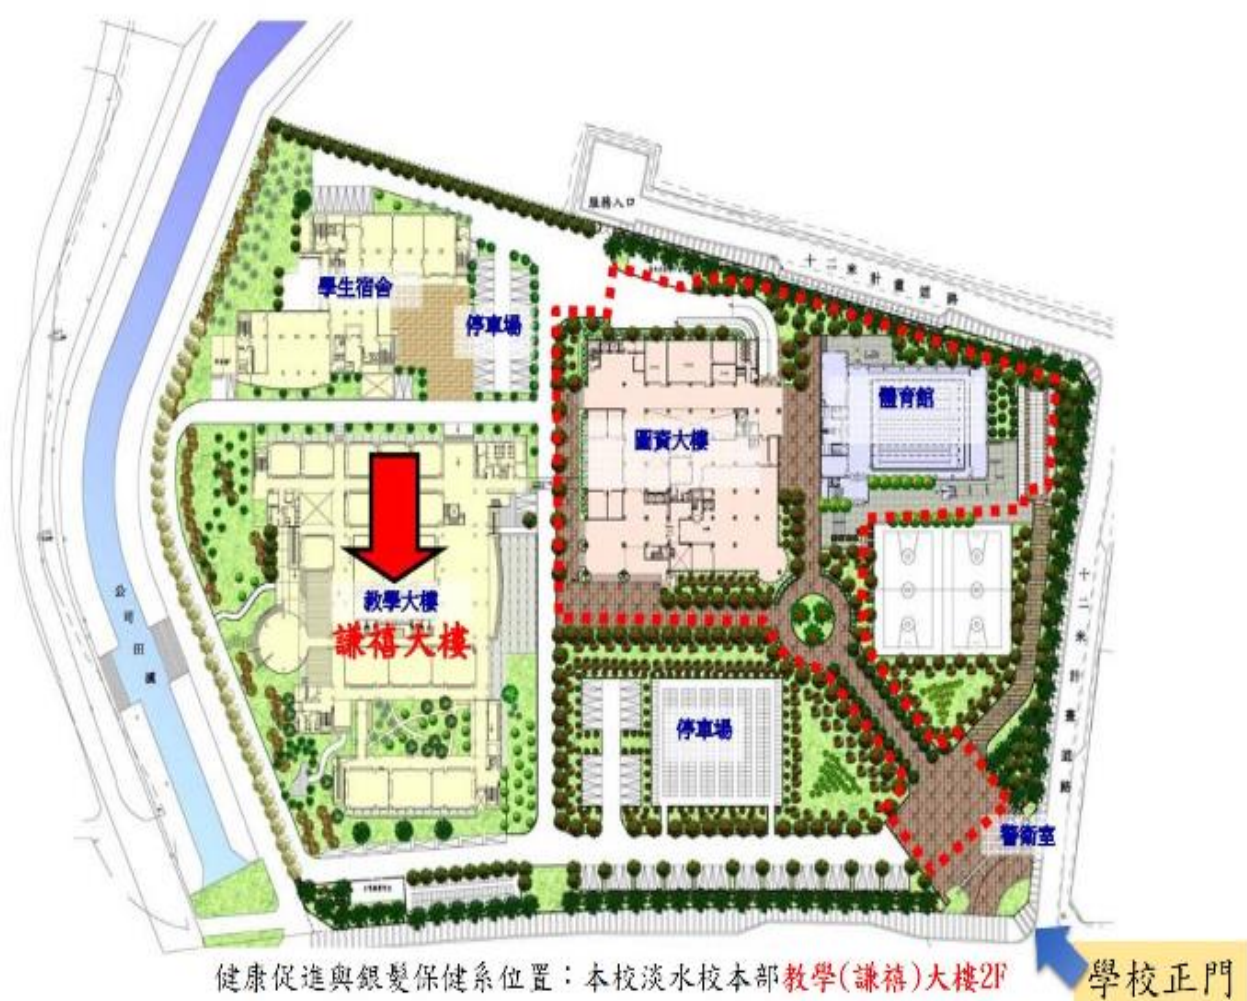 服務入口
十二米計畫道路
學生宿舍
停車場
體育館
圖資大樓
教學大樓
謙禧大樓
公司田溪
十二米計畫道路
停車場
警衛室
健康促進與銀髮保健系位置：本校淡水校本部教學(謙禧)大樓2F
學校正門